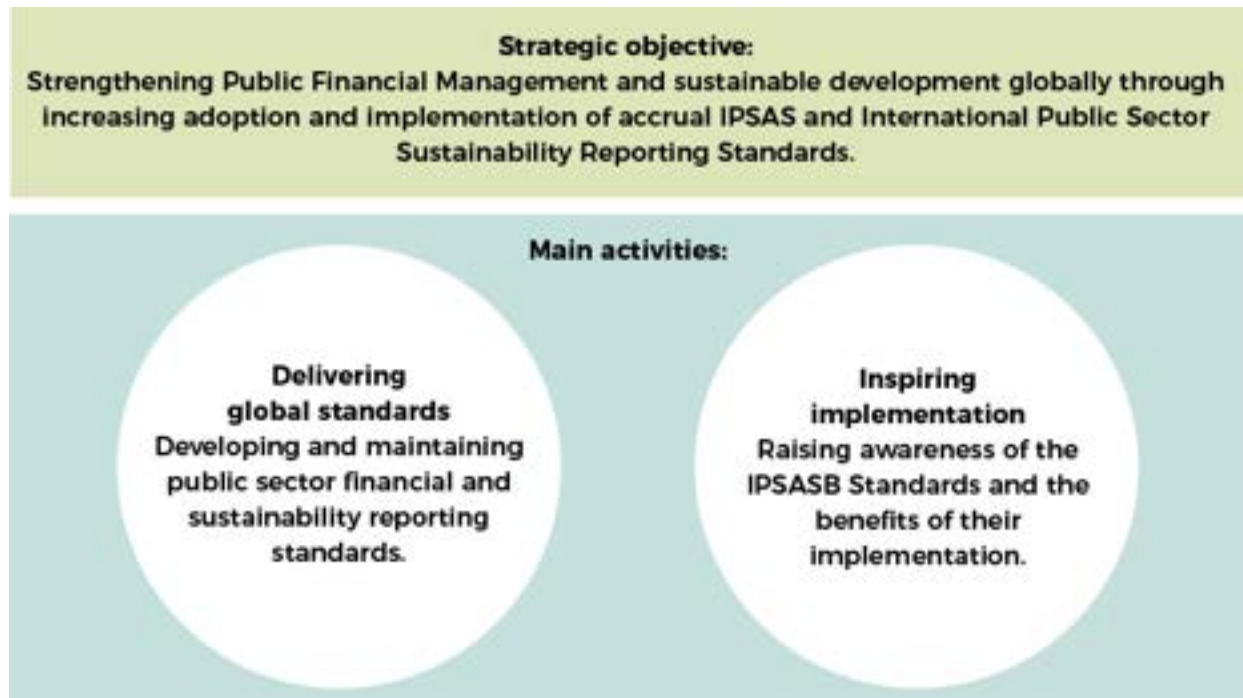 Strategic objective:
Strengthening Public Financial Management and sustainable development globally through
increasing adoption and implementation of accrual IPSAS and International Public Sector
Sustainability Reporting Standards.
Main activities:
Delivering
global standards
Developing and maintaining
public sector financial and
sustainability reporting
standards.
Inspiring
implementation
Raising awareness of the
IPSASB Standards and the
benefits of their
implementation.